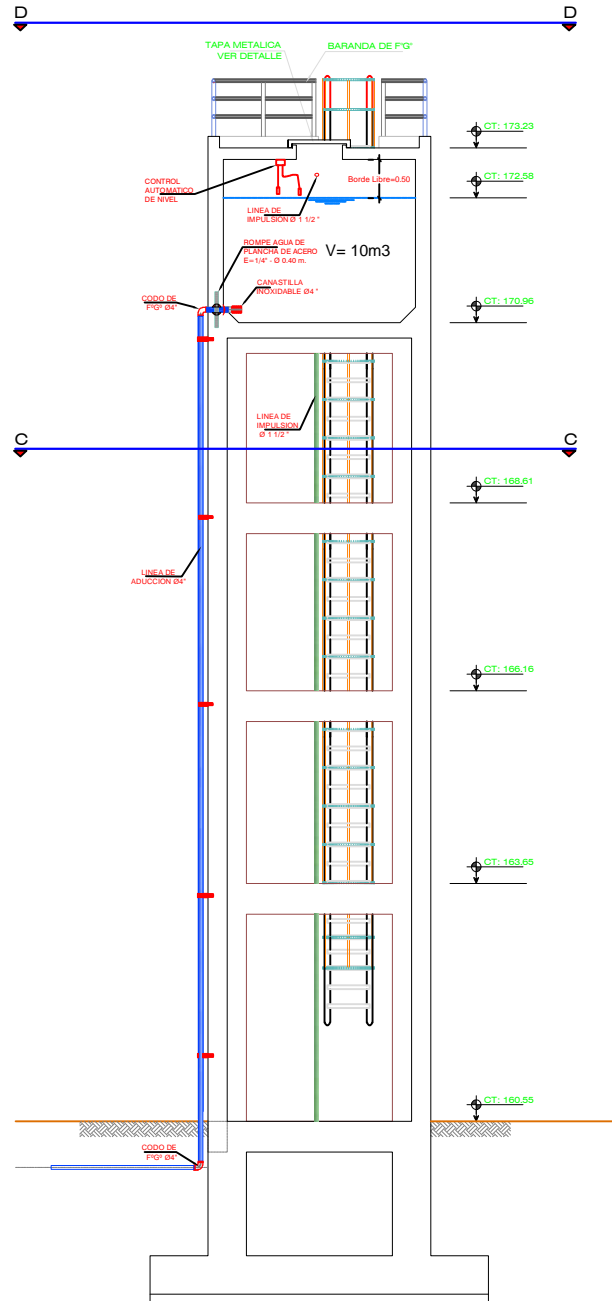 D
D
TAPA METALICA
VER DETALLE
BARANDA DE F°G°
CT: 173.23
CONTROL
AUTOMATICO
DE NIVEL
Borde Libre=0.50
CT: 172.58
LINEA DE
IMPULSION Ø 1 1/2 "
ROMPE AGUA DE
PLANCHA DE ACERO
E=1/4" - Ø 0.40 m.
V= 10m3
CANASTILLA
INOXIDABLE Ø4 "
CODO DE
FºGº Ø4"
CT: 170.96
LINEA DE
IMPULSION
Ø 1 1/2 "
C
C
CT: 168.61
LINEA DE
ADUCCION Ø4"
CT: 166.16
CT: 163.65
CT: 160.55
CODO DE
FºGº Ø4"